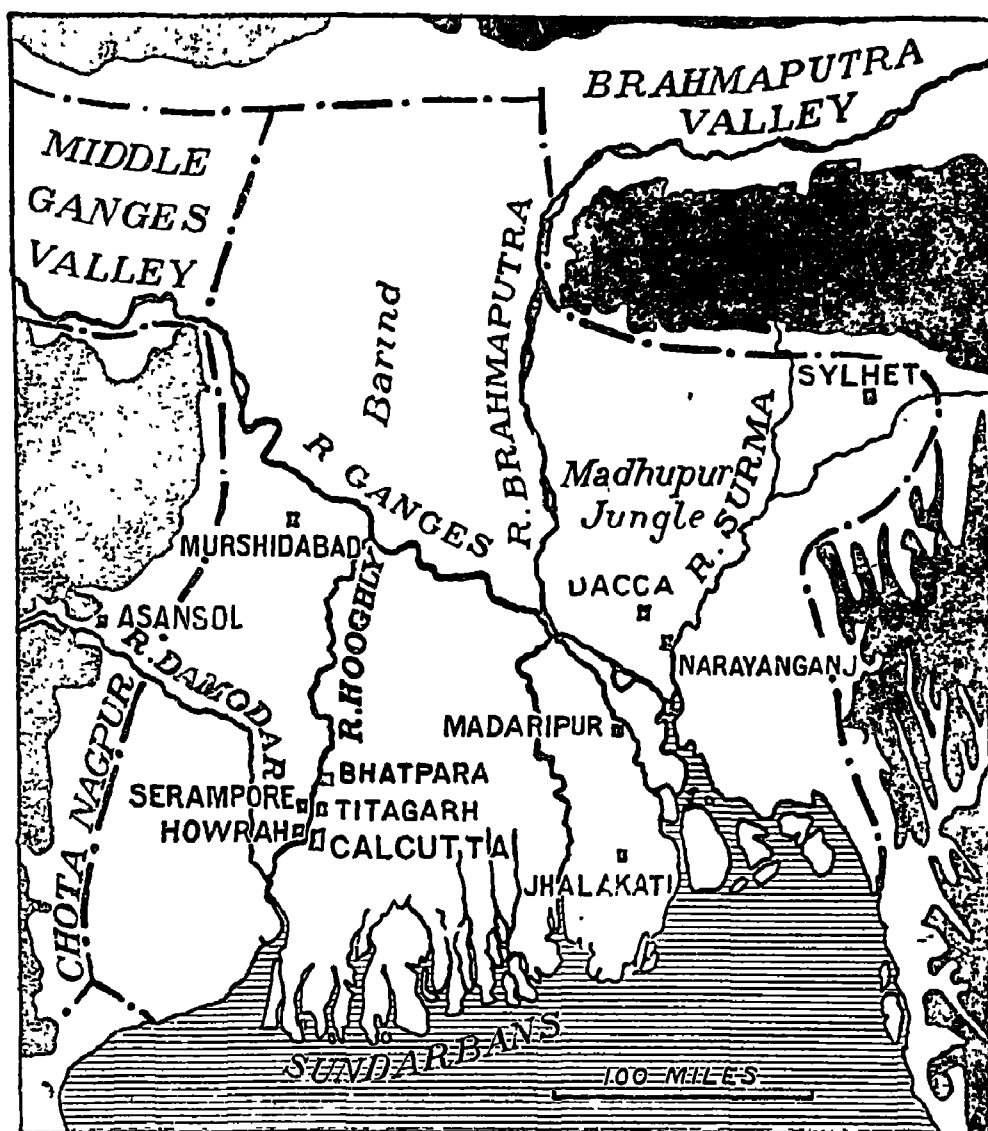 BRAHMAPUTRA
VALLEY
MIDDLE
GANGES
VALLEY
Barind
R. BRAHMAPUTRA
SYLHET
R GANGES
Madhupur
Jungle
R. SURMA
MURSHIDABAD
DACCA
ASANSOL
R. HOOGHLY
NARAYANGANJ
R. DAMODAR
MADARIPUR
CHOTA NAGPUR
BHATPARA
SERAMPORE
TITAGARH
HOWRAH
CALCUTTA
JHALAKATI
SUNDARBANS
100 MILES